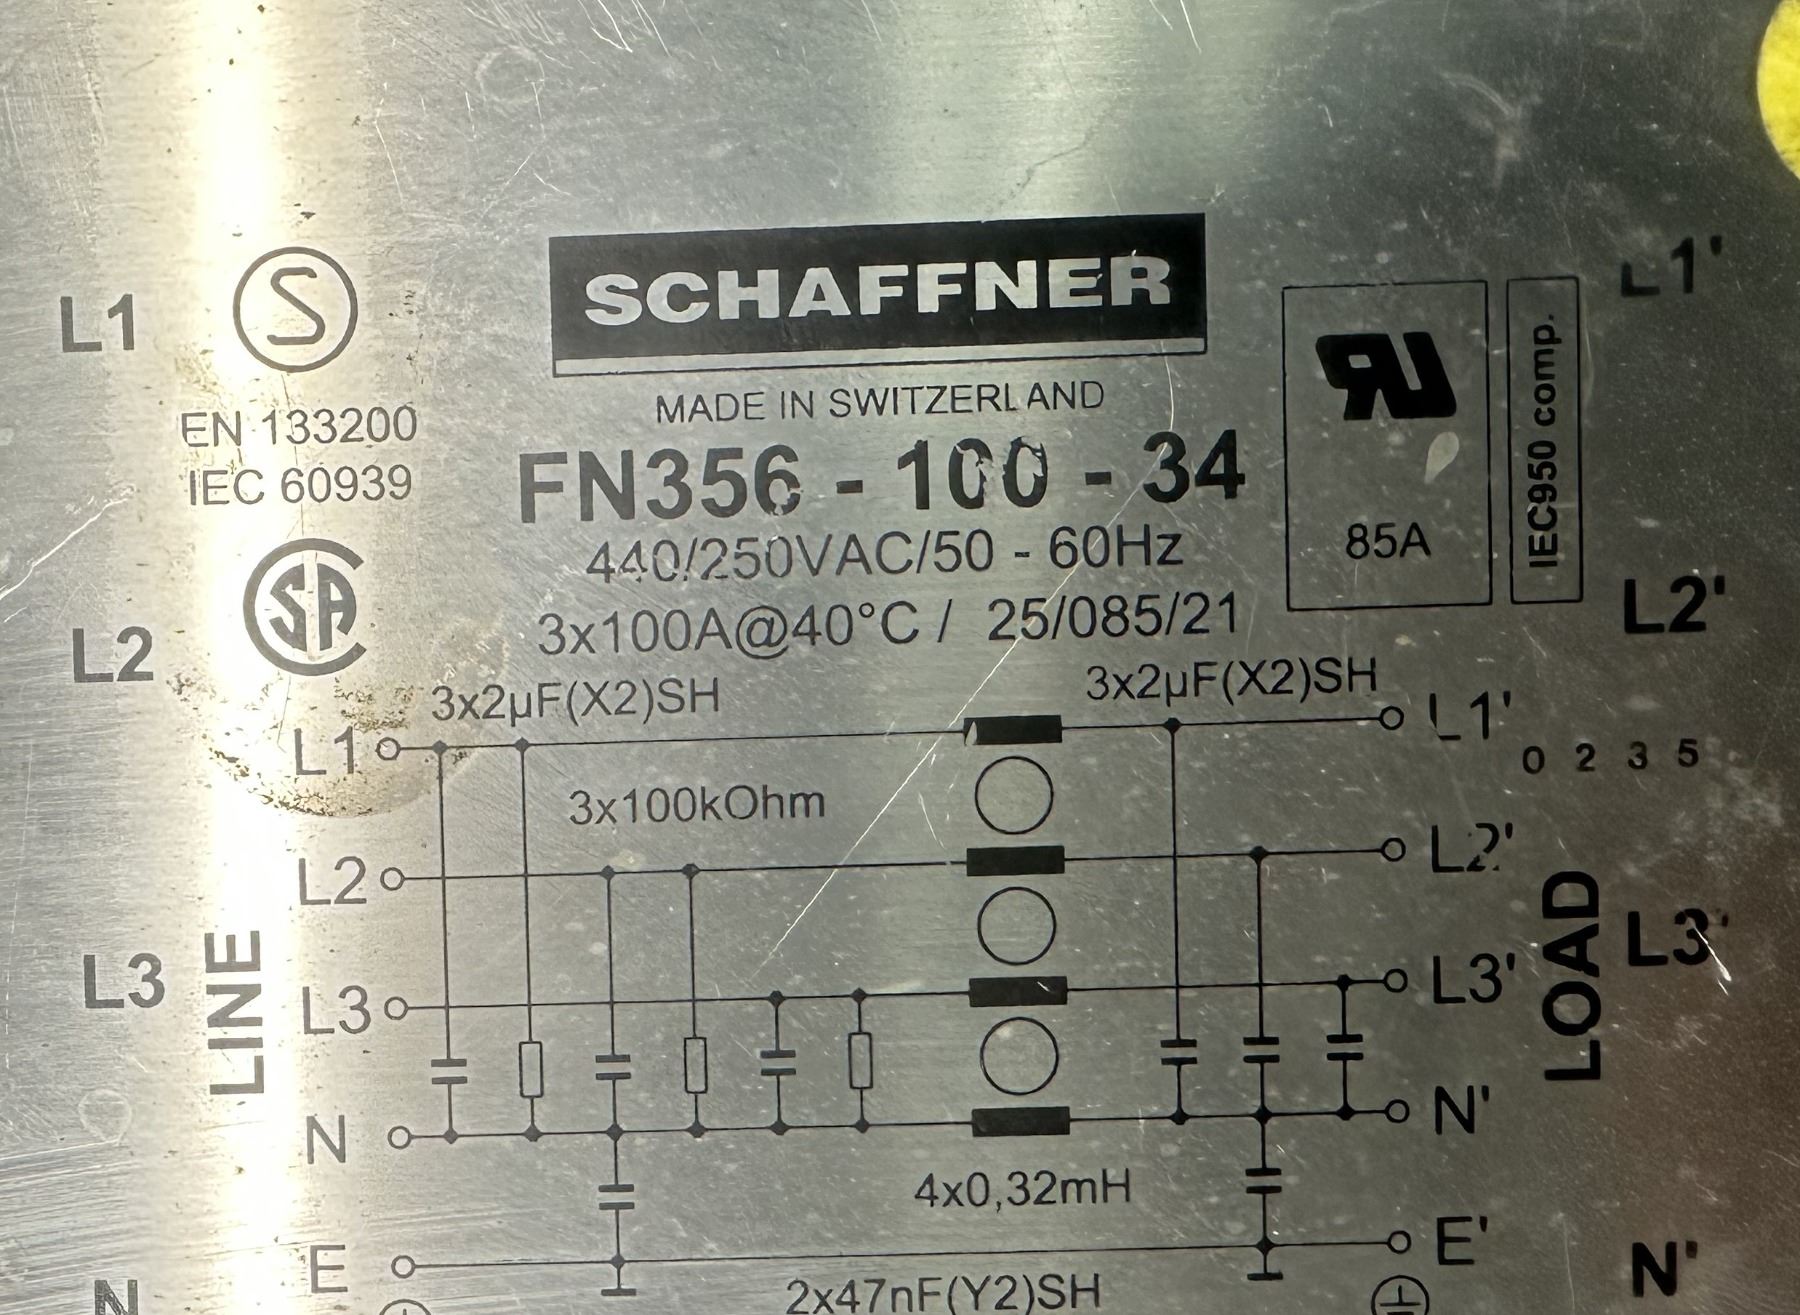 SCHAFFNER
MADE IN SWITZERLAND
FN356 - 100 - 34
440/250VAC/50 - 60Hz
3x100A@40°C / 25/085/21
S
EN 133200
IEC 60939
SA
RU
85A
IEC950 comp.
L1
L2
L3
N
LINE
3x2µF(X2)SH
3x2µF(X2)SH
L1
L1'
0 2 3 5
3x100kOhm
L2
L2'
L3
L3'
N
N'
4x0,32mH
E
E'
2x47nF(Y2)SH
LOAD
L1'
L2'
L3'
N'